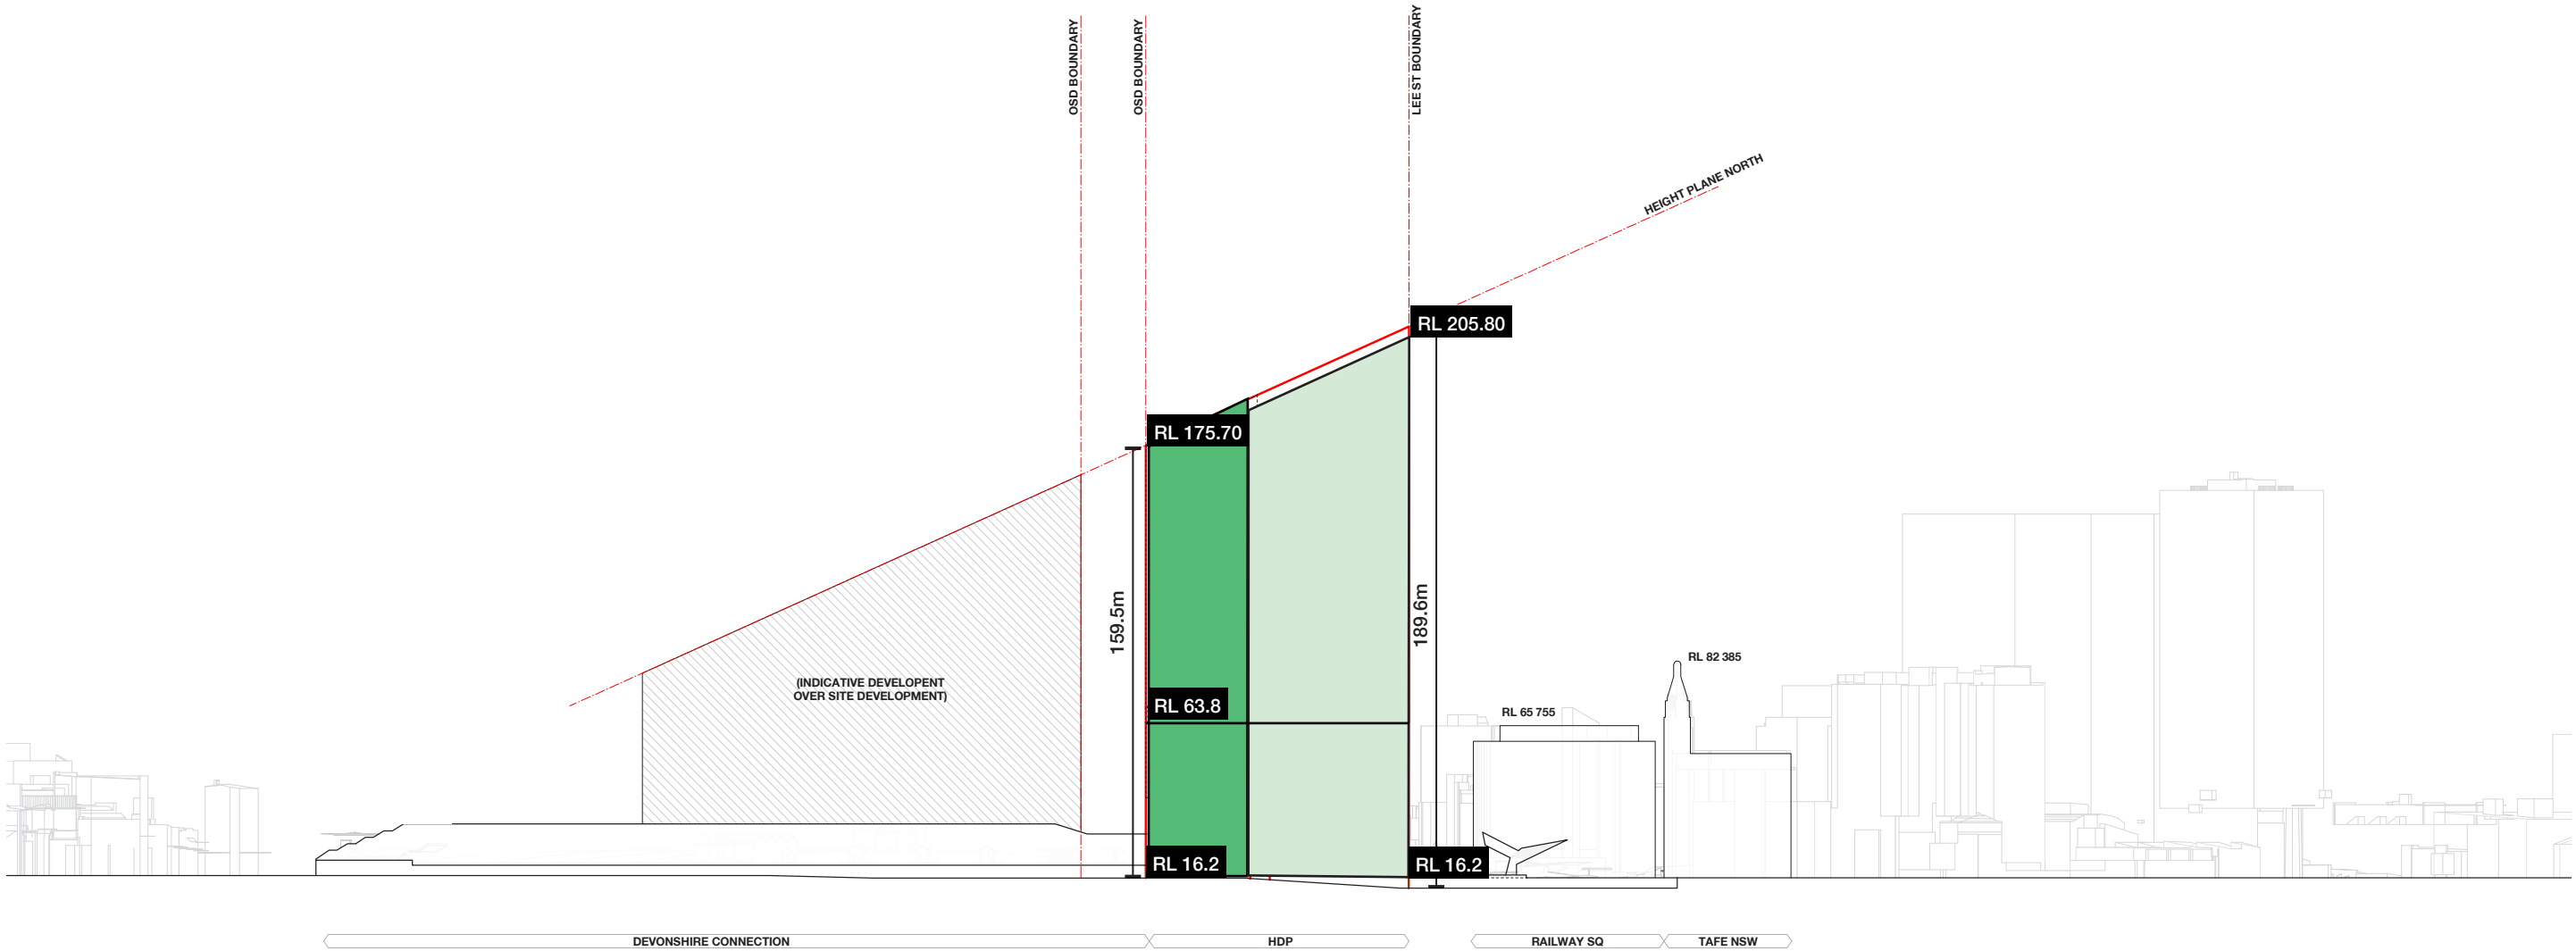 OSD BOUNDARY
OSD BOUNDARY
LEE ST BOUNDARY
HEIGHT PLANE NORTH
RL 205.80
RL 175.70
159.5m
189.6m
RL 82 385
(INDICATIVE DEVELOPENT
OVER SITE DEVELOPMENT)
RL 63.8
RL 65 755
RL 16.2
RL 16.2
DEVONSHIRE CONNECTION
HDP
RAILWAY SQ
TAFE NSW